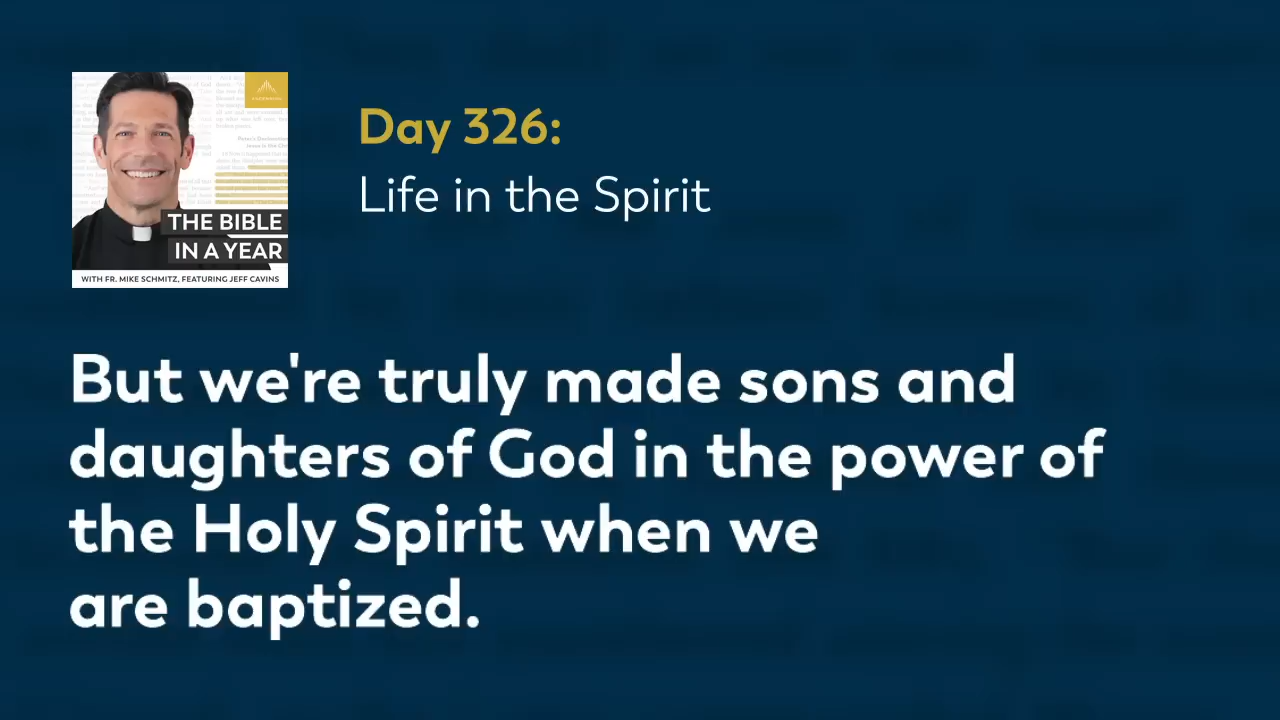 Day 326:
Life in the Spirit
THE BIBLE
IN A YEAR
WITH FR. MIKE SCHMITZ, FEATURING JEFF CAVINS
But we're truly made sons and
daughters of God in the power of
the Holy Spirit when we
are baptized.